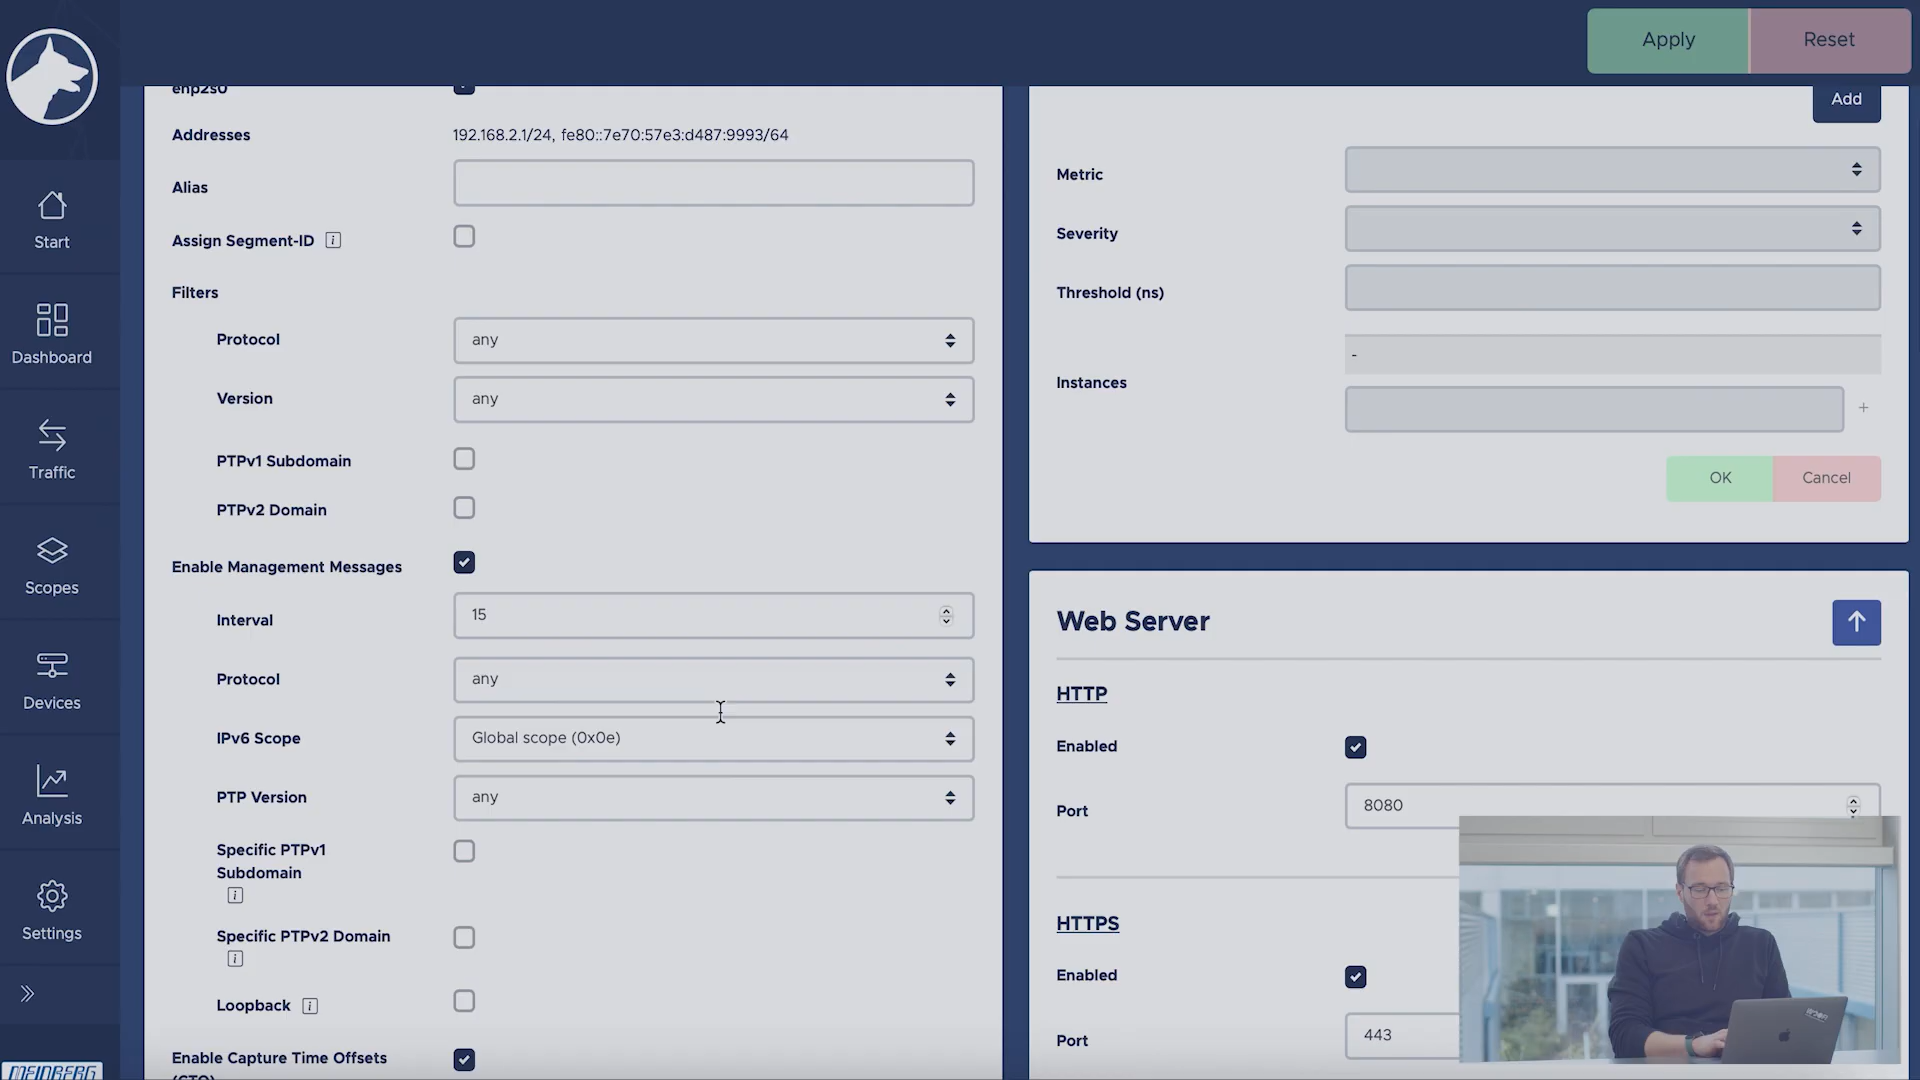 Apply
Reset
Start
Dashboard
Traffic
Scopes
Devices
Analysis
Settings
MEINBERG
enp2s0
Addresses
192.168.2.1/24, fe80::7e70:57e3:d487:9993/64
Alias
Assign Segment-ID i
Filters
Protocol
any
Version
any
PTPv1 Subdomain
PTPv2 Domain
Enable Management Messages
Interval
15
Protocol
any
IPv6 Scope
Global scope (0x0e)
PTP Version
any
Specific PTPv1
Subdomain
i
Specific PTPv2 Domain
i
Loopback i
Enable Capture Time Offsets
(CTO)
Add
Metric
Severity
Threshold (ns)
-
Instances
+
OK
Cancel
Web Server
HTTP
Enabled
Port
8080
HTTPS
Enabled
Port
443